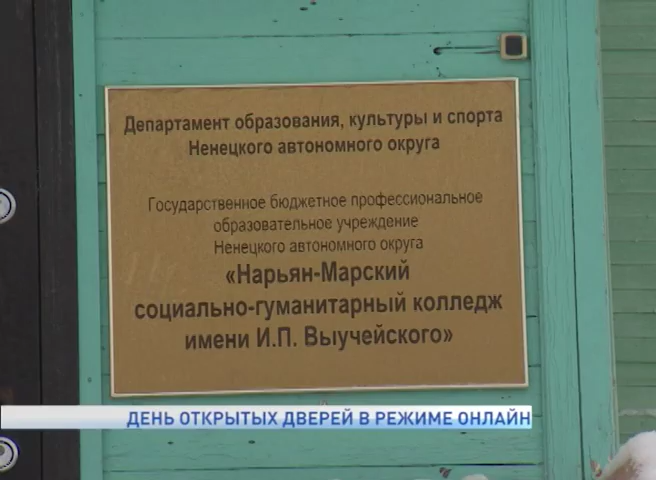 Департамент образования, культуры и спорта
Ненецкого автономного округа
Государственное бюджетное профессиональное
образовательное учреждение
Ненецкого автономного округа
«Нарьян-Марский
социально-гуманитарный колледж
имени И.П. Выучейского»
ДЕНЬ ОТКРЫТЫХ ДВЕРЕЙ В РЕЖИМЕ ОНЛАЙН